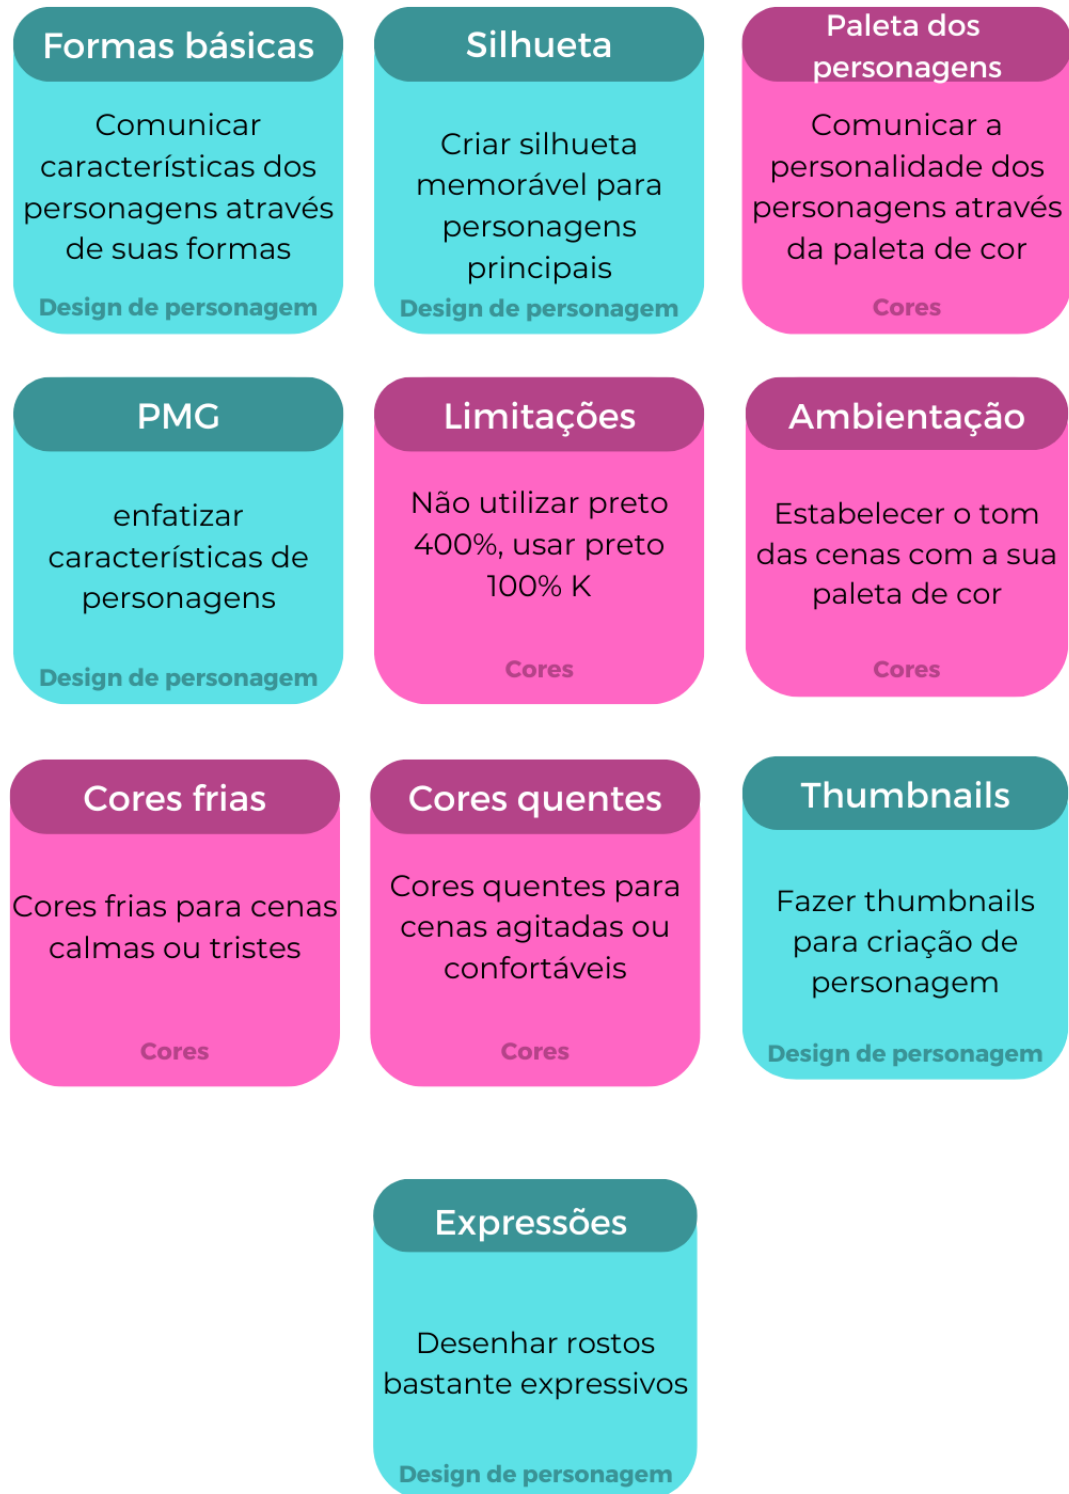 Formas básicas
Comunicar
características dos
personagens através
de suas formas
Design de personagem
Silhueta
Criar silhueta
memorável para
personagens
principais
Design de personagem
Paleta dos
personagens
Comunicar a
personalidade dos
personagens através
da paleta de cor
Cores
PMG
enfatizar
características de
personagens
Design de personagem
Limitações
Não utilizar preto
400%, usar preto
100% K
Cores
Ambientação
Estabelecer o tom
das cenas com a sua
paleta de cor
Cores
Cores frias
Cores frias para cenas
calmas ou tristes
Cores
Cores quentes
Cores quentes para
cenas agitadas ou
confortáveis
Cores
Thumbnails
Fazer thumbnails
para criação de
personagem
Design de personagem
Expressões
Desenhar rostos
bastante expressivos
Design de personagem